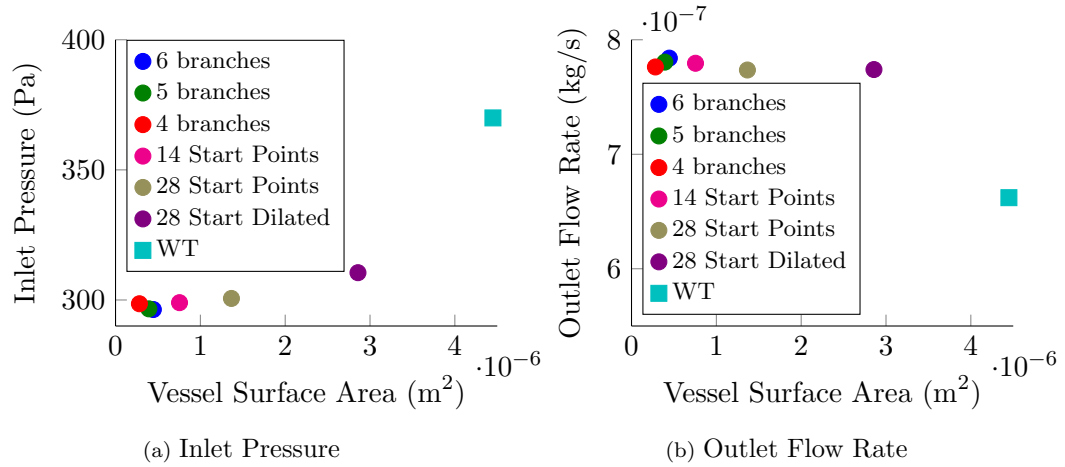 400
350
300
Inlet Pressure (Pa)
6 branches
5 branches
4 branches
14 Start Points
28 Start Points
28 Start Dilated
WT
0 1 2 3 4
·10⁻⁶
Vessel Surface Area (m²)
(a) Inlet Pressure
·10⁻⁷
8
7
6
Outlet Flow Rate (kg/s)
6 branches
5 branches
4 branches
14 Start Points
28 Start Points
28 Start Dilated
WT
0 1 2 3 4
·10⁻⁶
Vessel Surface Area (m²)
(b) Outlet Flow Rate